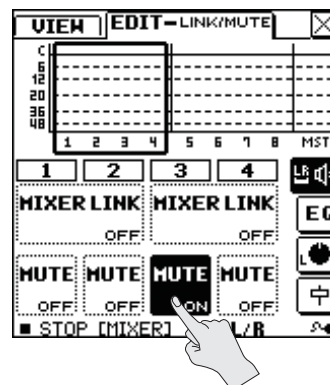 VIEW EDIT-LINK/MUTE
C
6
12
20
36
48
1 2 3 4 5 6 7 8 MST
1 2 3 4 LR
MIXER LINK MIXER LINK
OFF OFF
EQ
MUTE MUTE MUTE MUTE
L
OFF OFF ON OFF
STOP [MIXER] L/R